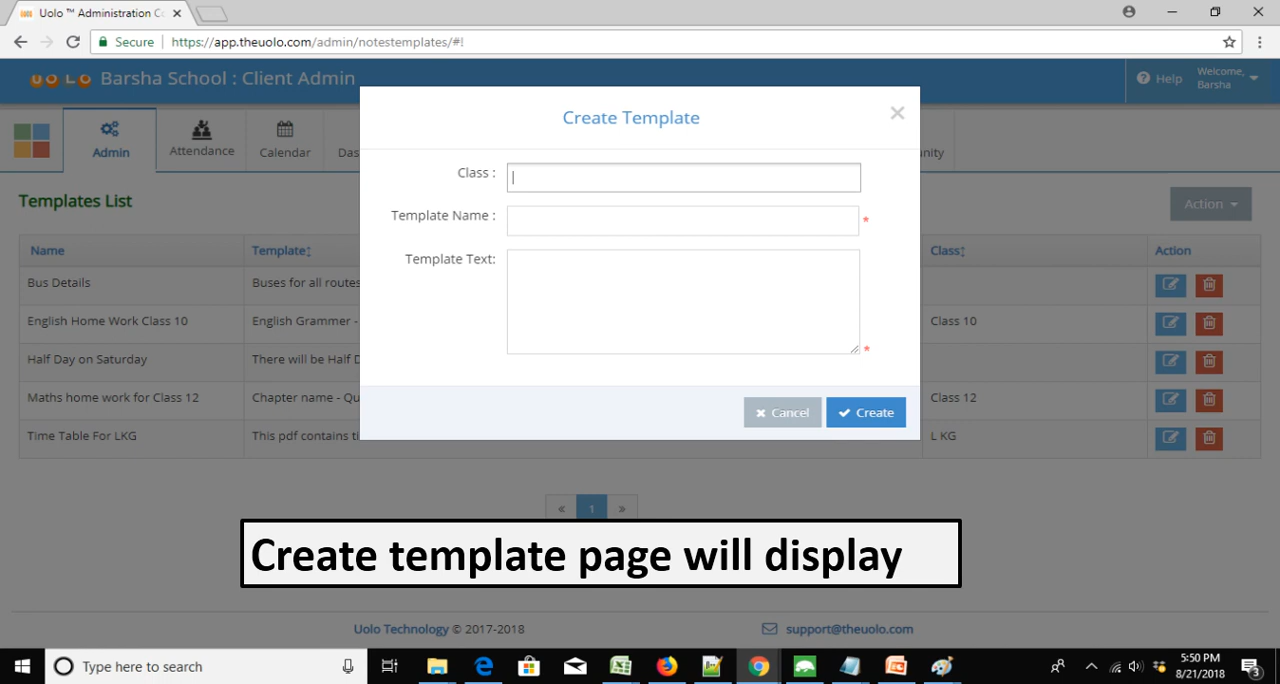 Uolo ™ Administration Co
Secure
https://app.theuolo.com/admin/notestemplates/#!
UOLO Barsha School : Client Admin
Help
Welcome,
Barsha
Admin
Attendance
Calendar
Das
nity
Create Template
Class :
Template Name :
*
Template Text:
*
Cancel
Create
Templates List
Action
Name
Template
Class
Action
Bus Details
Buses for all routes
English Home Work Class 10
English Grammer -
Class 10
Half Day on Saturday
There will be Half D
Maths home work for Class 12
Chapter name - Qu
Class 12
Time Table For LKG
This pdf contains ti
L KG
« 1 »
Create template page will display
Uolo Technology © 2017-2018
support@theuolo.com
Type here to search
5:50 PM
8/21/2018
3